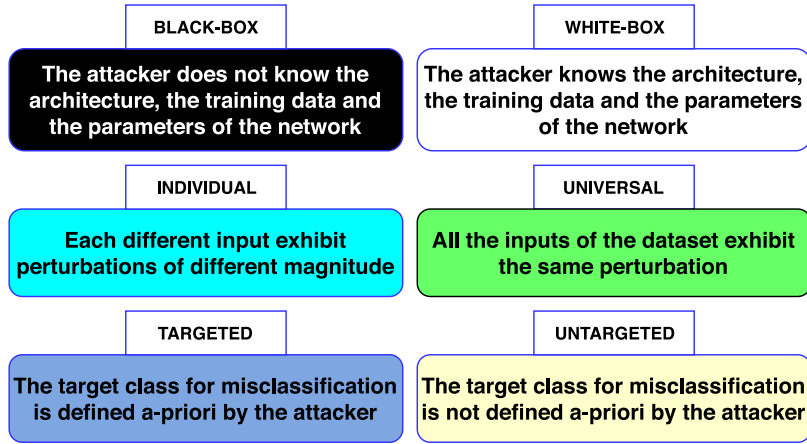 BLACK-BOX
The attacker does not know the
architecture, the training data and
the parameters of the network
WHITE-BOX
The attacker knows the architecture,
the training data and the parameters
of the network
INDIVIDUAL
Each different input exhibit
perturbations of different magnitude
UNIVERSAL
All the inputs of the dataset exhibit
the same perturbation
TARGETED
The target class for misclassification
is defined a-priori by the attacker
UNTARGETED
The target class for misclassification
is not defined a-priori by the attacker